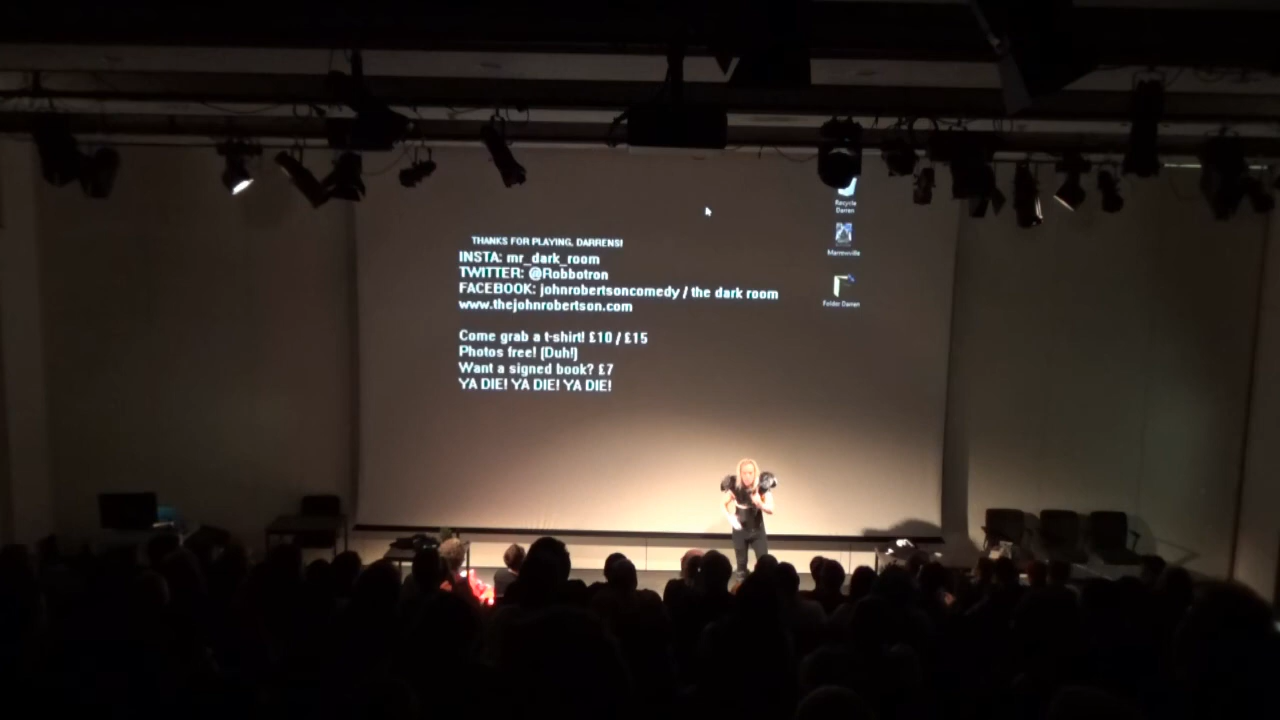 THANKS FOR PLAYING, DARRENS!
INSTA: mr_dark_room
TWITTER: @Robbotron
FACEBOOK: johnrobertsoncomedy / the dark room
www.thejohnrobertson.com
Come grab a t-shirt! £10 / £15
Photos free! (Duh!)
Want a signed book? £7
YA DIE! YA DIE! YA DIE!
Recycle
Darren
Marrowville
Folder Darren